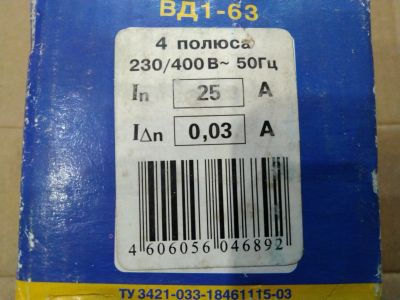 ВД1-63
4 полюса
230/400 В~ 50Гц
In 25 А
I∆n 0,03 А
4 606056 046892
ТУ 3421-033-18461115-03